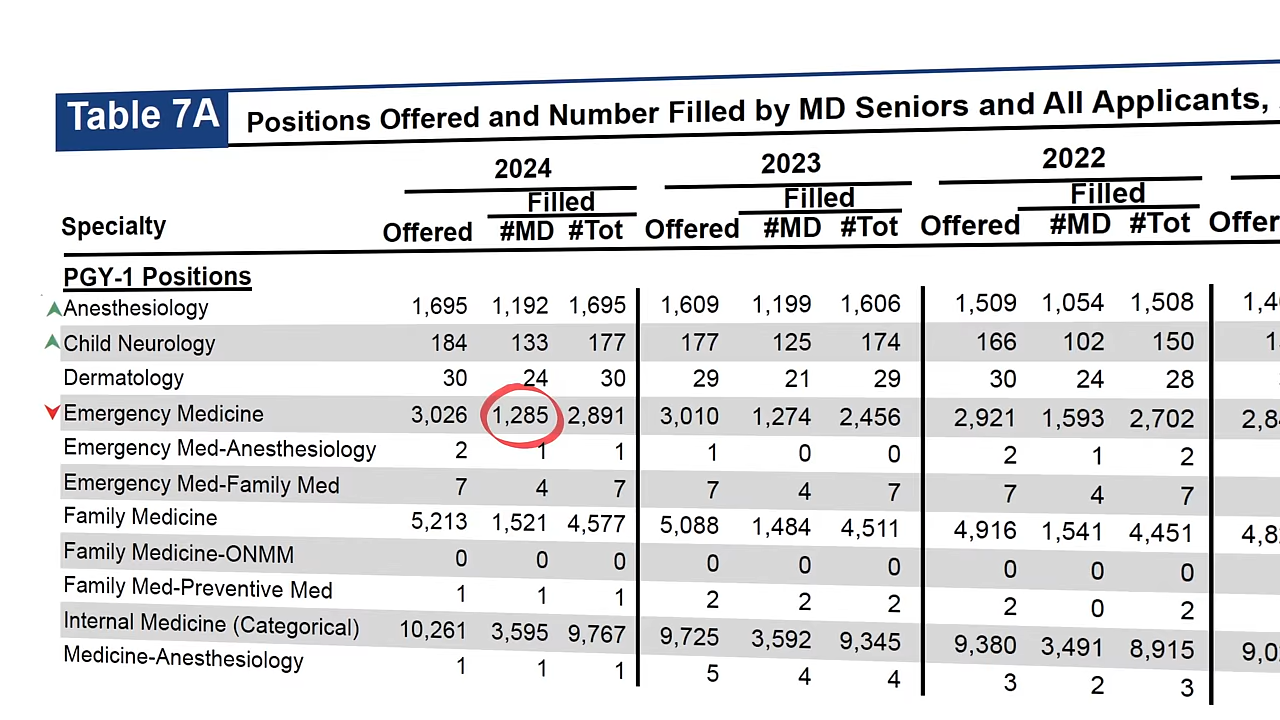 Table 7A Positions Offered and Number Filled by MD Seniors and All Applicants,
2024 2023 2022
Filled Filled Filled
Specialty Offered #MD #Tot Offered #MD #Tot Offered #MD #Tot Offer
PGY-1 Positions
Anesthesiology 1,695 1,192 1,695 1,609 1,199 1,606 1,509 1,054 1,508
Child Neurology 184 133 177 177 125 174 166 102 150
Dermatology 30 24 30 29 21 29 30 24 28
Emergency Medicine 3,026 1,285 2,891 3,010 1,274 2,456 2,921 1,593 2,702 2,8
Emergency Med-Anesthesiology 2 1 1 1 0 0 2 1 2
Emergency Med-Family Med 7 4 7 7 4 7 7 4 7
Family Medicine 5,213 1,521 4,577 5,088 1,484 4,511 4,916 1,541 4,451 4,8
Family Medicine-ONMM 0 0 0 0 0 0 0 0 0
Family Med-Preventive Med 1 1 1 2 2 2 2 0 2
Internal Medicine (Categorical) 10,261 3,595 9,767 9,725 3,592 9,345 9,380 3,491 8,915 9,0
Medicine-Anesthesiology 1 1 1 5 4 4 3 2 3